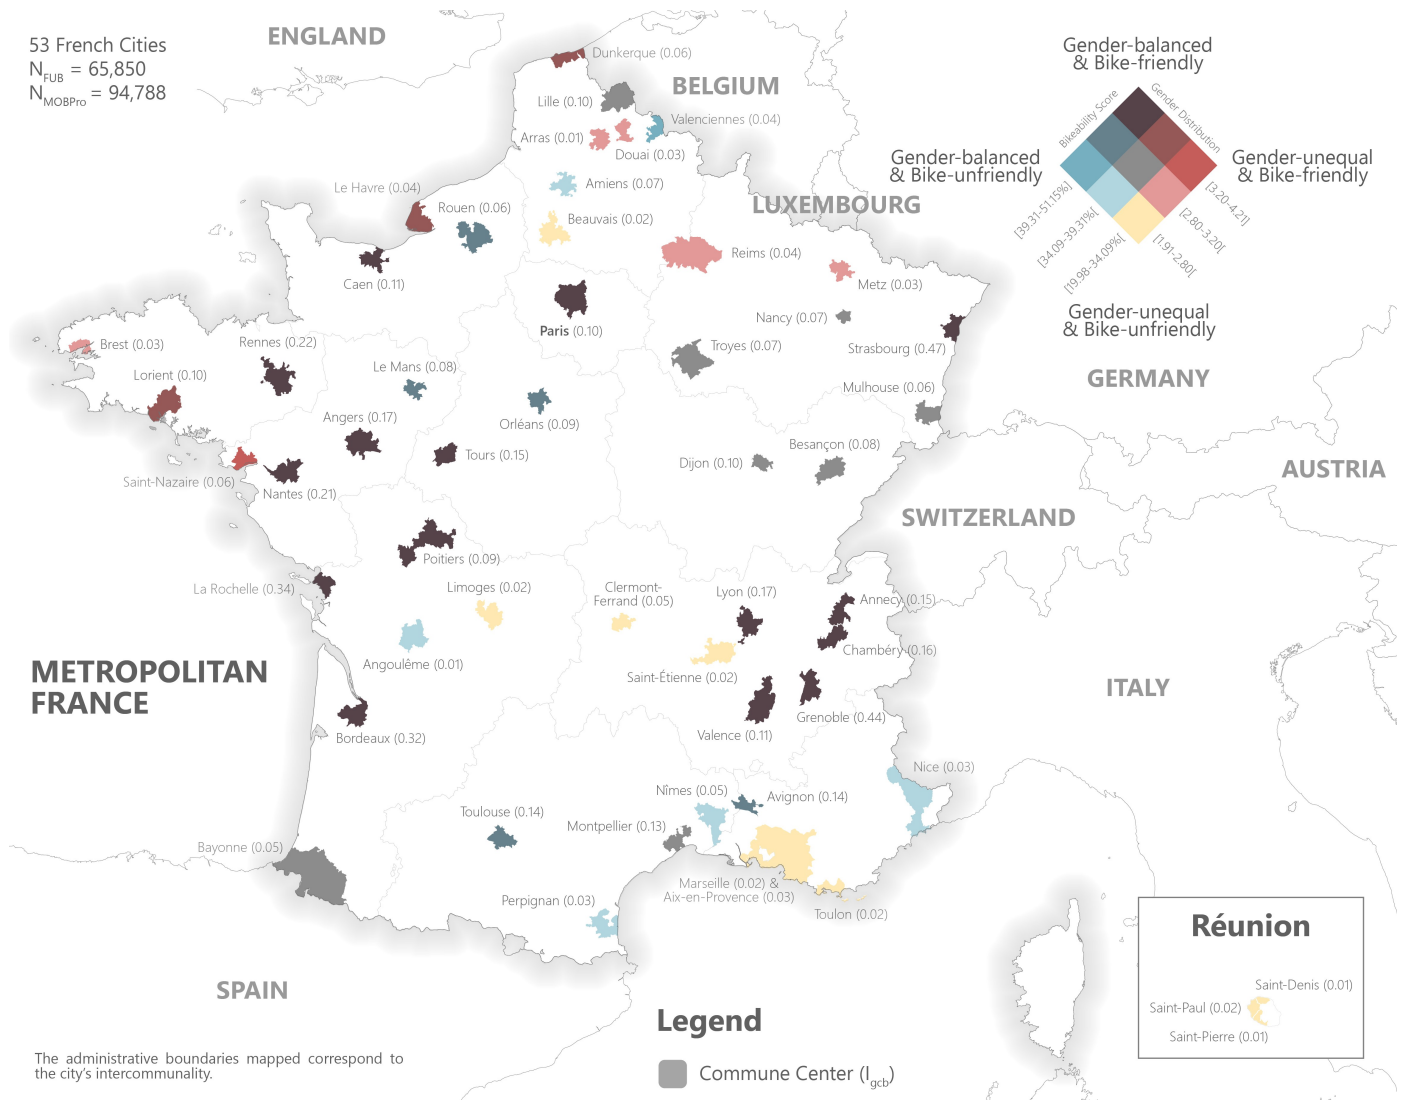 53 French Cities
N_FUB = 65,850
N_MOBPro = 94,788
ENGLAND
BELGIUM
LUXEMBOURG
GERMANY
AUSTRIA
SWITZERLAND
ITALY
SPAIN
METROPOLITAN
FRANCE
Gender-balanced
& Bike-friendly
Bikeability Score
Gender Distribution
Gender-balanced
& Bike-unfriendly
Gender-unequal
& Bike-friendly
[39.31-51.15%]
[34.09-39.31%[
[19.98-34.09%[
[3.20-4.21]
[2.80-3.20[
[1.91-2.80[
Gender-unequal
& Bike-unfriendly
Dunkerque (0.06)
Lille (0.10)
Valenciennes (0.04)
Arras (0.01)
Douai (0.03)
Amiens (0.07)
Le Havre (0.04)
Rouen (0.06)
Beauvais (0.02)
Reims (0.04)
Caen (0.11)
Metz (0.03)
Paris (0.10)
Nancy (0.07)
Strasbourg (0.47)
Brest (0.03)
Rennes (0.22)
Troyes (0.07)
Lorient (0.10)
Le Mans (0.08)
Mulhouse (0.06)
Angers (0.17)
Orléans (0.09)
Besançon (0.08)
Tours (0.15)
Dijon (0.10)
Saint-Nazaire (0.06)
Nantes (0.21)
Poitiers (0.09)
La Rochelle (0.34)
Limoges (0.02)
Clermont-
Ferrand (0.05)
Lyon (0.17)
Annecy (0.15)
Chambéry (0.16)
Angoulême (0.01)
Saint-Étienne (0.02)
Grenoble (0.44)
Valence (0.11)
Bordeaux (0.32)
Nice (0.03)
Nîmes (0.05)
Avignon (0.14)
Toulouse (0.14)
Montpellier (0.13)
Bayonne (0.05)
Marseille (0.02) &
Aix-en-Provence (0.03)
Perpignan (0.03)
Toulon (0.02)
Réunion
Saint-Denis (0.01)
Saint-Paul (0.02)
Saint-Pierre (0.01)
Legend
Commune Center (I_gcb)
The administrative boundaries mapped correspond to
the city's intercommunality.